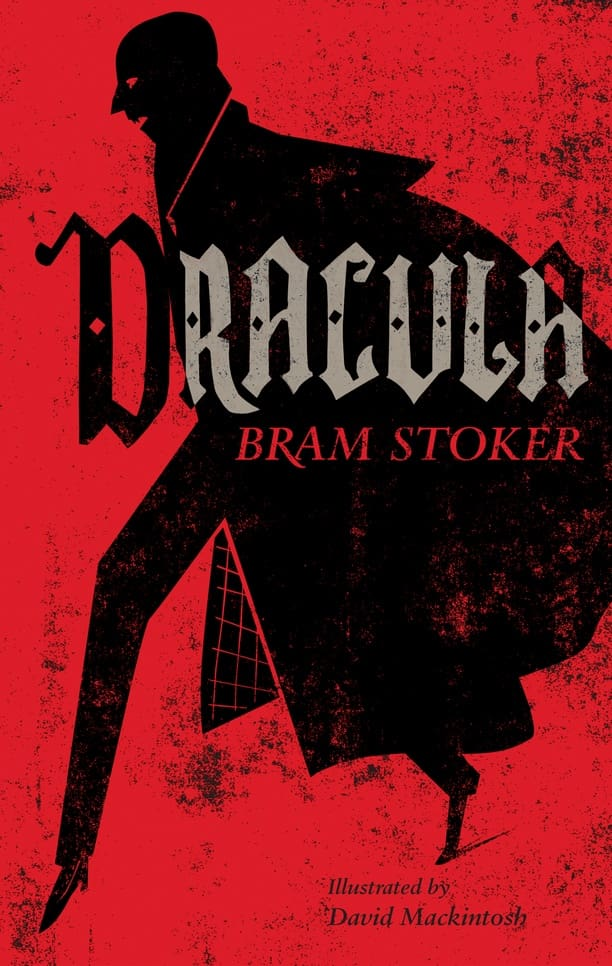 DRACULA
BRAM STOKER
Illustrated by
David Mackintosh